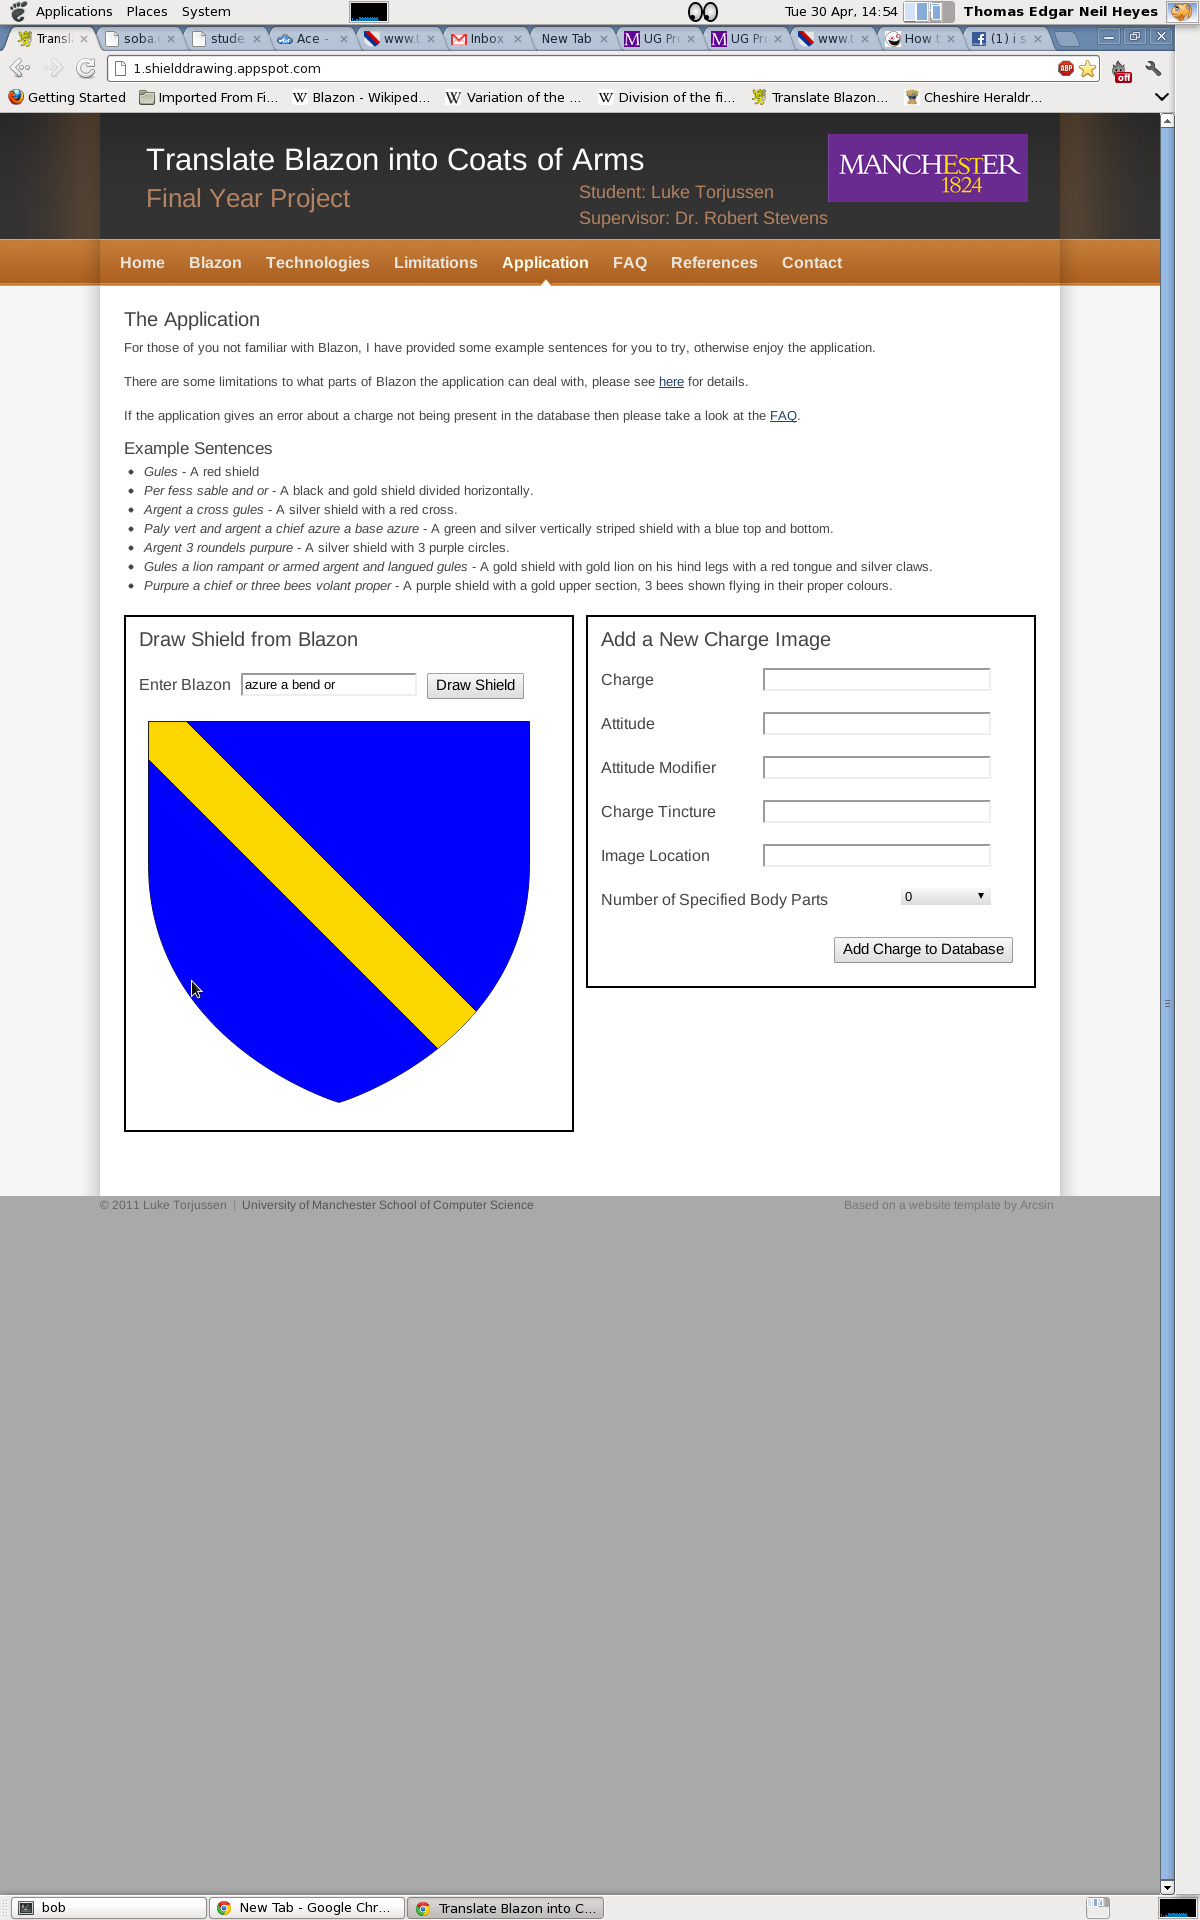 Applications Places System Tue 30 Apr, 14:54 Thomas Edgar Neil Heyes
Transl soba. stude Ace - www.t Inbox New Tab UG Pr UG Pr www.t How t (1) i s
1.shielddrawing.appspot.com ABP off
Getting Started Imported From Fi... Blazon - Wikiped... Variation of the ... Division of the fi... Translate Blazon... Cheshire Heraldr...
Translate Blazon into Coats of Arms
Final Year Project
Student: Luke Torjussen
Supervisor: Dr. Robert Stevens
MANCHESTER
1824
Home Blazon Technologies Limitations Application FAQ References Contact
The Application
For those of you not familiar with Blazon, I have provided some example sentences for you to try, otherwise enjoy the application.
There are some limitations to what parts of Blazon the application can deal with, please see here for details.
If the application gives an error about a charge not being present in the database then please take a look at the FAQ.
Example Sentences
• Gules - A red shield
• Per fess sable and or - A black and gold shield divided horizontally.
• Argent a cross gules - A silver shield with a red cross.
• Paly vert and argent a chief azure a base azure - A green and silver vertically striped shield with a blue top and bottom.
• Argent 3 roundels purpure - A silver shield with 3 purple circles.
• Gules a lion rampant or armed argent and langued gules - A gold shield with gold lion on his hind legs with a red tongue and silver claws.
• Purpure a chief or three bees volant proper - A purple shield with a gold upper section, 3 bees shown flying in their proper colours.
Draw Shield from Blazon
Enter Blazon azure a bend or Draw Shield
Add a New Charge Image
Charge
Attitude
Attitude Modifier
Charge Tincture
Image Location
Number of Specified Body Parts 0
Add Charge to Database
© 2011 Luke Torjussen | University of Manchester School of Computer Science Based on a website template by Arcsin
bob New Tab - Google Chr... Translate Blazon into C...